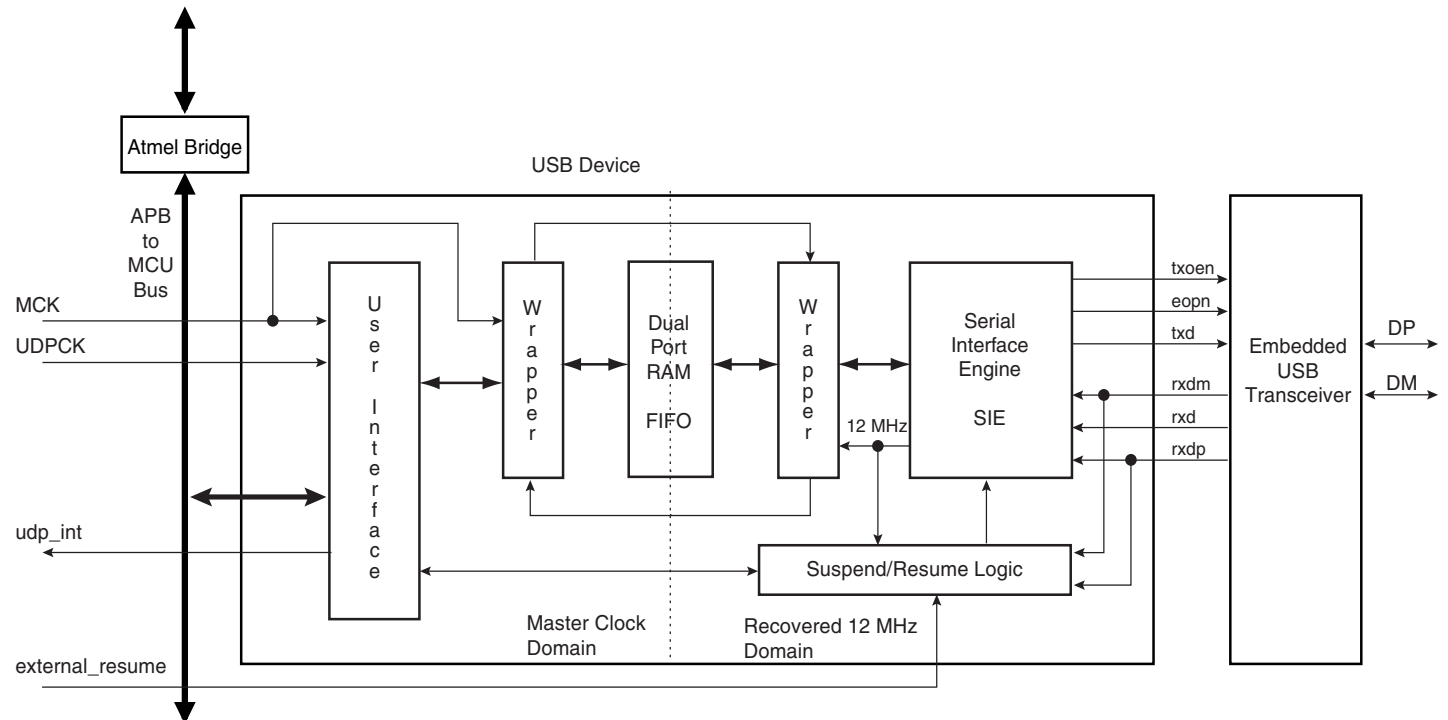 Atmel Bridge
USB Device
APB
to
MCU
Bus
MCK
UDPCK
udp_int
external_resume
User Interface
Wrapper
Dual
Port
RAM
FIFO
Wrapper
12 MHz
Serial
Interface
Engine
SIE
Suspend/Resume Logic
Master Clock
Domain
Recovered 12 MHz
Domain
txoen
eopn
txd
rxdm
rxd
rxdp
Embedded
USB
Transceiver
DP
DM